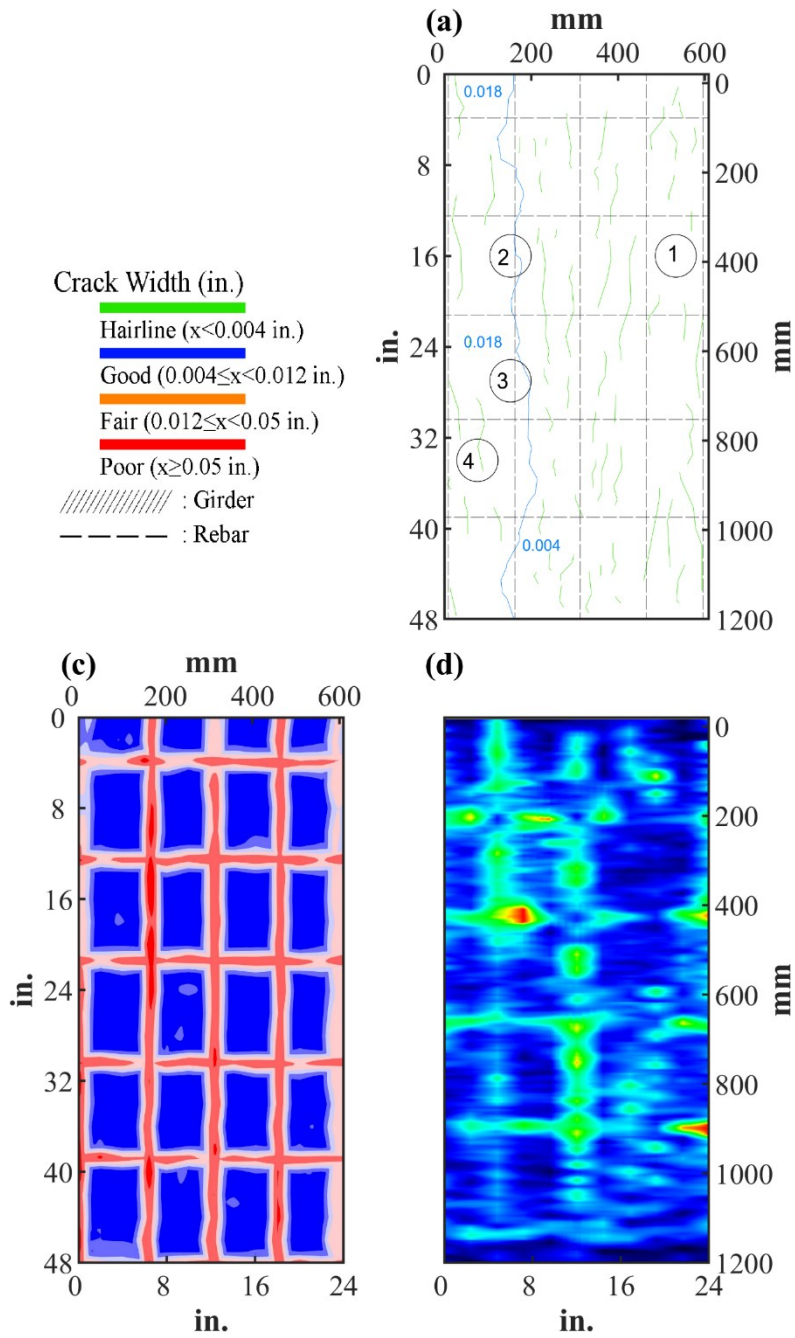 (a)
mm
0 200 400 600
0
8
16
24
32
40
48
in.
0
200
400
600
800
1000
1200
mm
0.018
0.018
0.004
1
2
3
4
Crack Width (in.)
Hairline (x<0.004 in.)
Good (0.004≤x<0.012 in.)
Fair (0.012≤x<0.05 in.)
Poor (x≥0.05 in.)
: Girder
: Rebar
(c)
mm
0 200 400 600
0
8
16
24
32
40
48
in.
0 8 16 24
in.
(d)
0
200
400
600
800
1000
1200
mm
0 8 16 24
in.